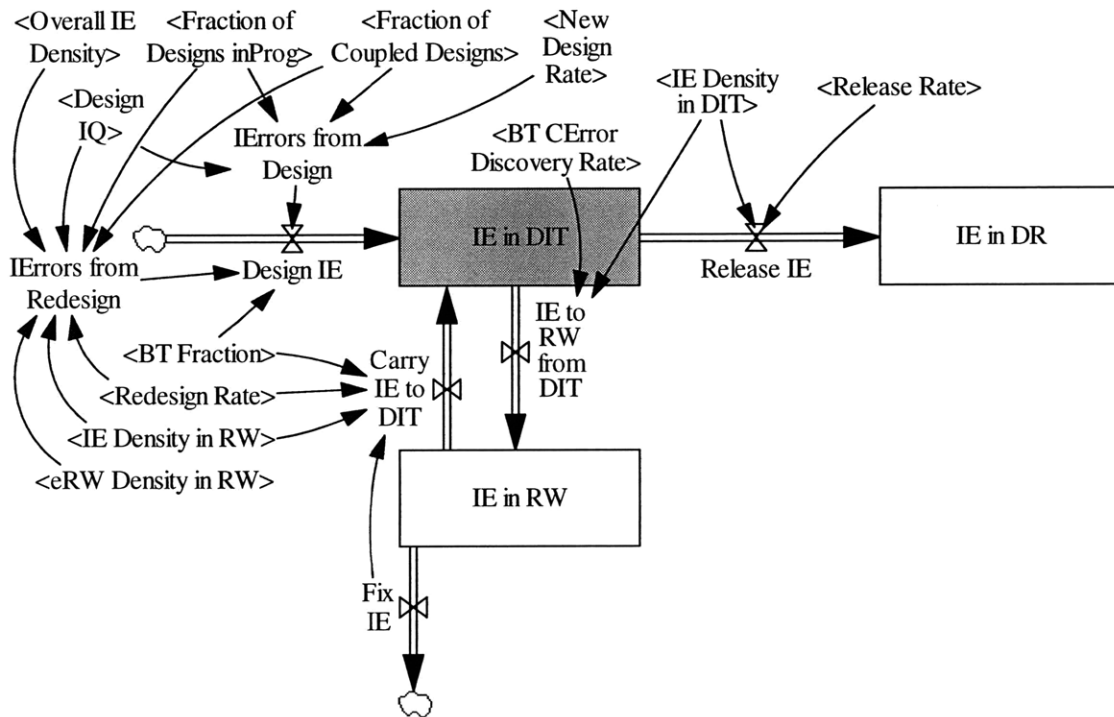 <Overall IE
Density>
<Fraction of
Designs inProg>
<Fraction of
Coupled Designs>
<New
Design
Rate>
<IE Density
in DIT>
<Release Rate>
<Design
IQ>
IErrors from
Design
<BT CError
Discovery Rate>
IE in DIT
IE in DR
IErrors from
Redesign
Design IE
Release IE
IE to
RW
from
DIT
<BT Fraction>
Carry
IE to
DIT
<Redesign Rate>
<IE Density in RW>
<eRW Density in RW>
IE in RW
Fix
IE